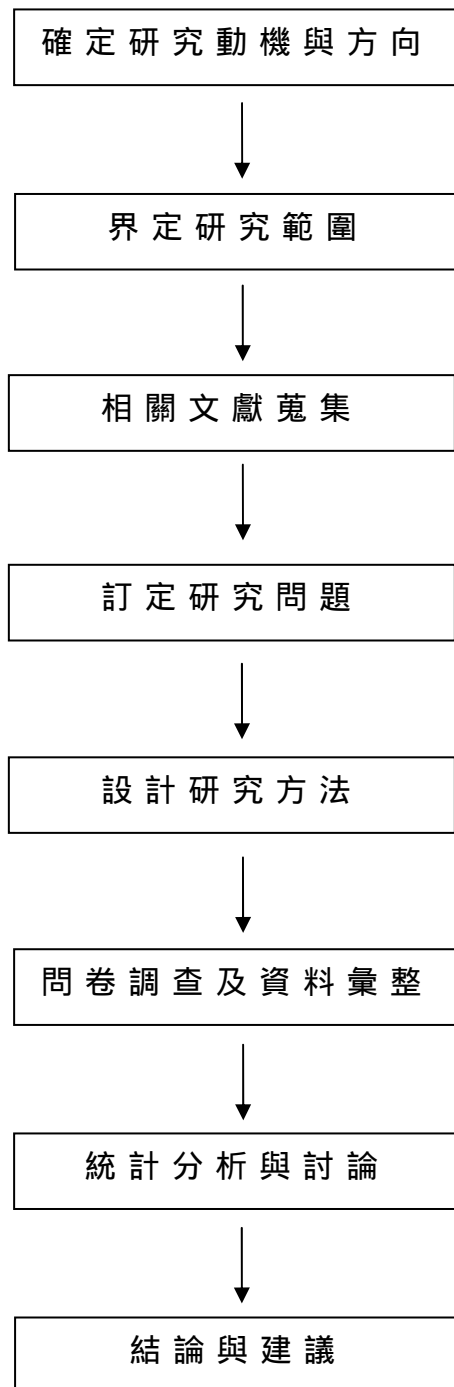 確定研究動機與方向
界定研究範圍
相關文獻蒐集
訂定研究問題
設計研究方法
問卷調查及資料彙整
統計分析與討論
結論與建議